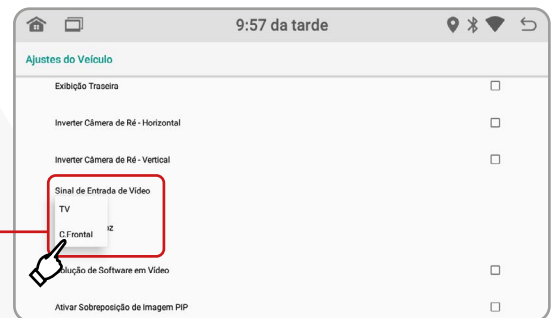 9:57 da tarde
Ajustes do Veículo
Exibição Traseira
Inverter Câmera de Ré - Horizontal
Inverter Câmera de Ré - Vertical
Sinal de Entrada de Vídeo
TV
C.Frontal
olução de Software em Vídeo
Ativar Sobreposição de Imagem PIP